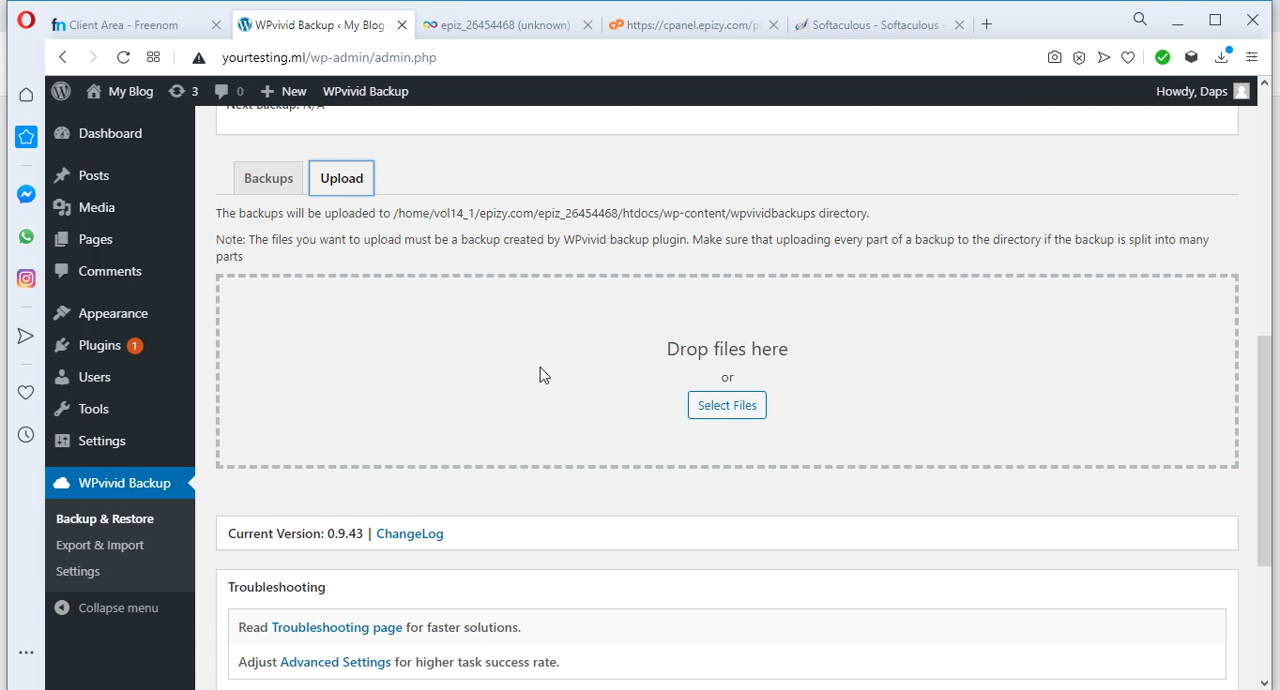 Client Area - Freenom
WPvivid Backup ‹ My Blog
epiz_26454468 (unknown)
https://cpanel.epizy.com/p
Softaculous - Softaculous -
yourtesting.ml/wp-admin/admin.php
My Blog
3
0
New
WPvivid Backup
Howdy, Daps
Next Backup: N/A
Dashboard
Posts
Media
Pages
Comments
Appearance
Plugins 1
Users
Tools
Settings
WPvivid Backup
Backup & Restore
Export & Import
Settings
Collapse menu
Backups
Upload
The backups will be uploaded to /home/vol14_1/epizy.com/epiz_26454468/htdocs/wp-content/wpvividbackups directory.
Note: The files you want to upload must be a backup created by WPvivid backup plugin. Make sure that uploading every part of a backup to the directory if the backup is split into many
parts
Drop files here
or
Select Files
Current Version: 0.9.43 | ChangeLog
Troubleshooting
Read Troubleshooting page for faster solutions.
Adjust Advanced Settings for higher task success rate.